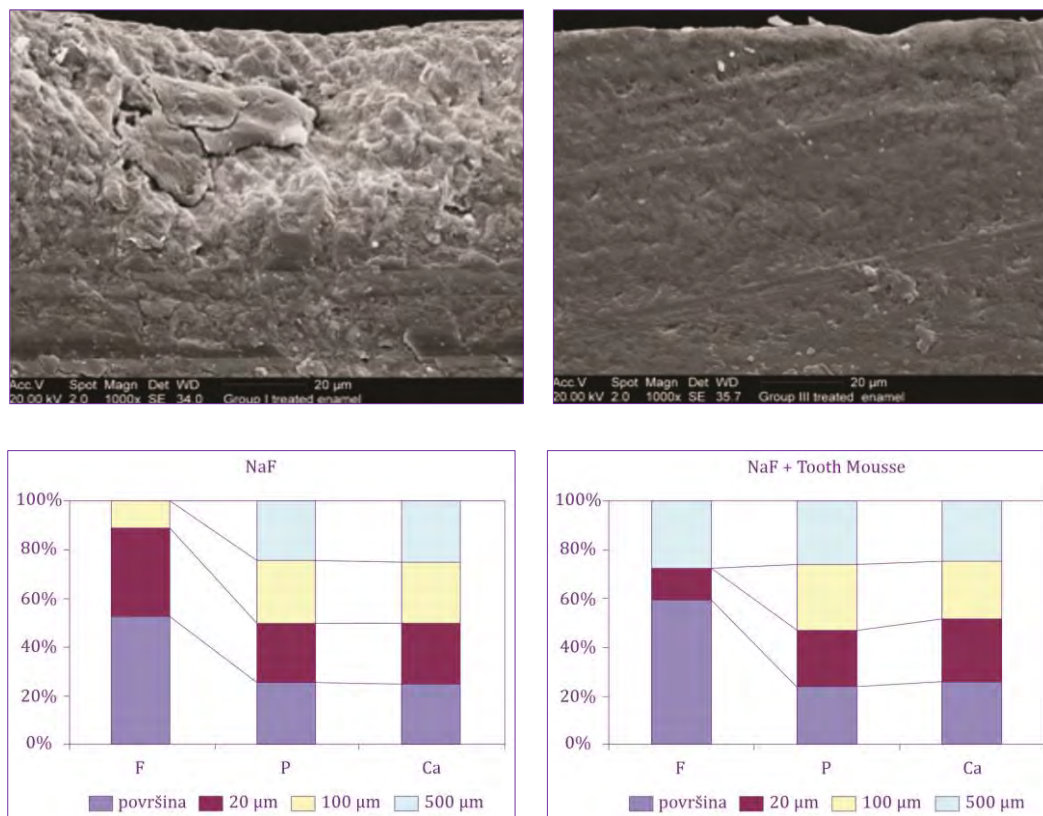 Acc.V Spot Magn Det WD 20 µm
20.00 kV 2.0 1000x SE 34.0 Group I treated enamel
Acc.V Spot Magn Det WD 20 µm
20.00 kV 2.0 1000x SE 35.7 Group III treated enamel
NaF
100%
80%
60%
40%
20%
0%
F P Ca
površina 20 µm 100 µm 500 µm
NaF + Tooth Mousse
100%
80%
60%
40%
20%
0%
F P Ca
površina 20 µm 100 µm 500 µm